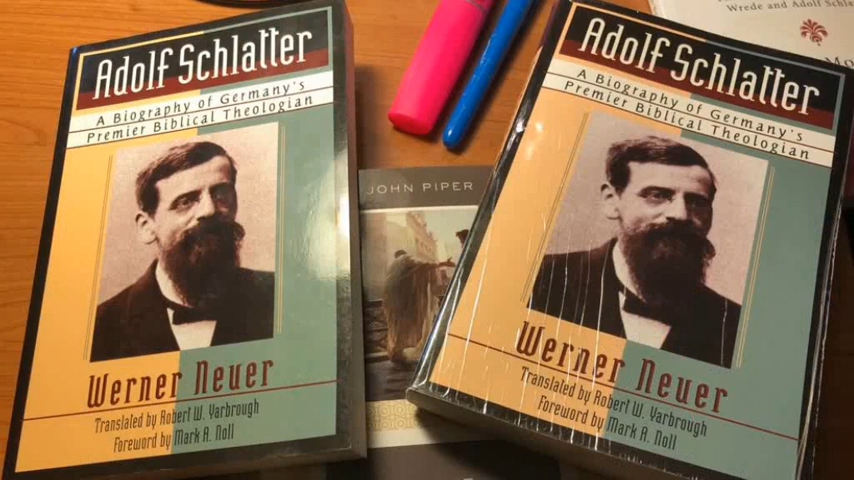 Adolf Schlatter
A Biography of Germany's
Premier Biblical Theologian
Werner Neuer
Translated by Robert W. Yarbrough
Foreword by Mark A. Noll
JOHN PIPER
Adolf Schlatter
A Biography of Germany's
Premier Biblical Theologian
Werner Neuer
Translated by Robert W. Yarbrough
Foreword by Mark A. Noll
Wrede and Adolf Schla
Mo